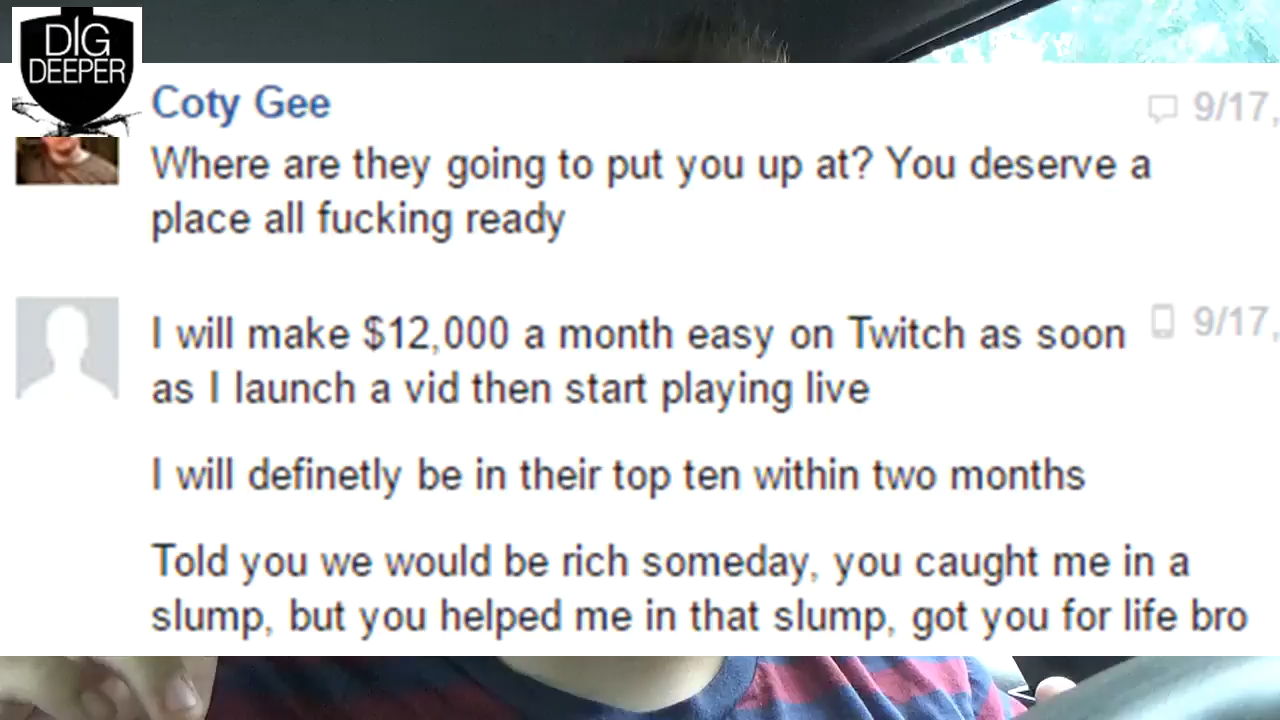 DIG
DEEPER
Coty Gee
9/17,
Where are they going to put you up at? You deserve a
place all fucking ready
I will make $12,000 a month easy on Twitch as soon
9/17,
as I launch a vid then start playing live
I will definetly be in their top ten within two months
Told you we would be rich someday, you caught me in a
slump, but you helped me in that slump, got you for life bro